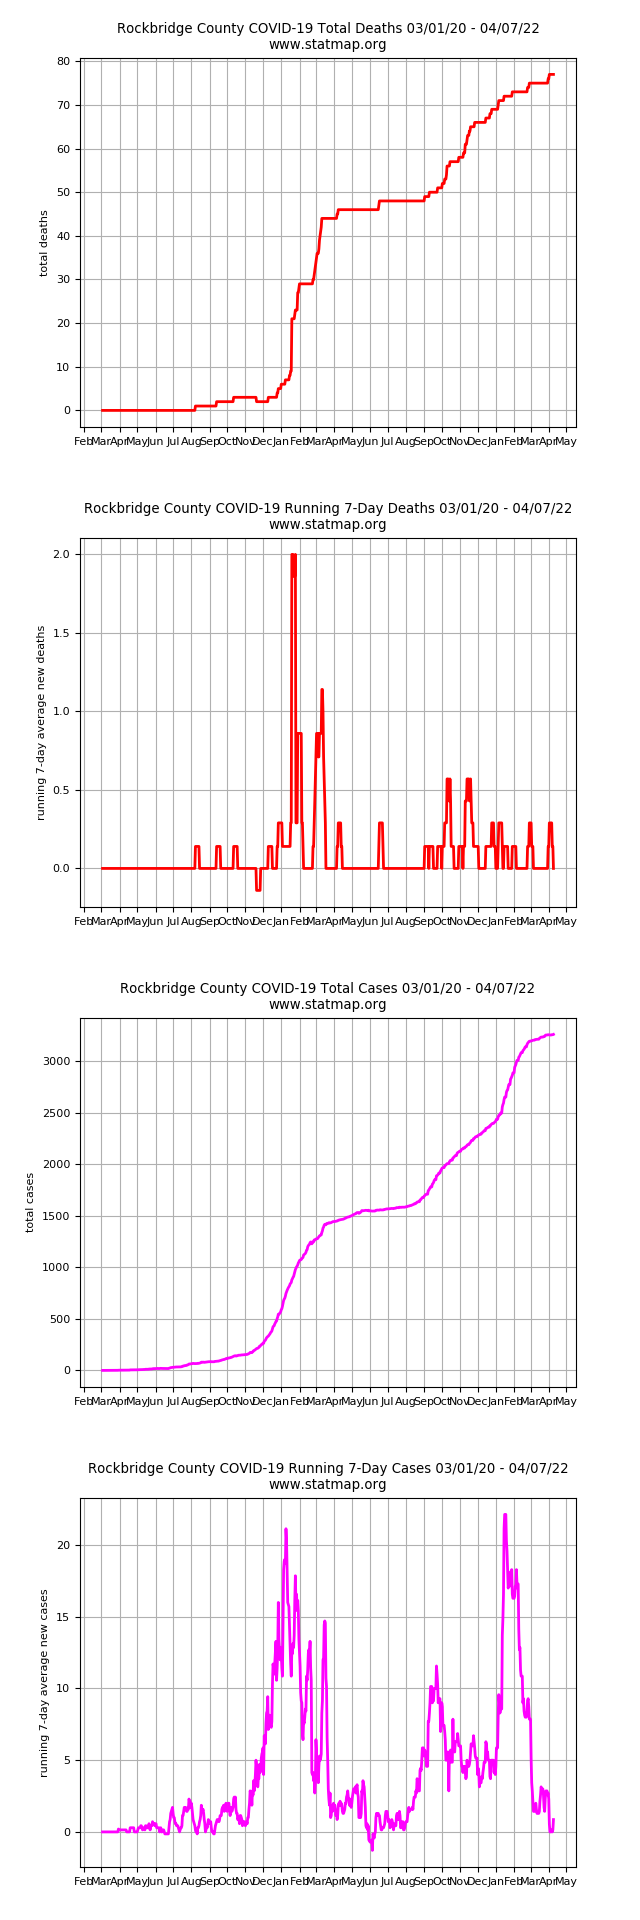 Rockbridge County COVID-19 Total Deaths 03/01/20 - 04/07/22
www.statmap.org
80
70
60
50
40
30
20
10
0
total deaths
Feb Mar Apr May Jun Jul Aug Sep Oct Nov Dec Jan Feb Mar Apr May Jun Jul Aug Sep Oct Nov Dec Jan Feb Mar Apr May
Rockbridge County COVID-19 Running 7-Day Deaths 03/01/20 - 04/07/22
www.statmap.org
2.0
1.5
1.0
0.5
0.0
running 7-day average new deaths
Feb Mar Apr May Jun Jul Aug Sep Oct Nov Dec Jan Feb Mar Apr May Jun Jul Aug Sep Oct Nov Dec Jan Feb Mar Apr May
Rockbridge County COVID-19 Total Cases 03/01/20 - 04/07/22
www.statmap.org
3000
2500
2000
1500
1000
500
0
total cases
Feb Mar Apr May Jun Jul Aug Sep Oct Nov Dec Jan Feb Mar Apr May Jun Jul Aug Sep Oct Nov Dec Jan Feb Mar Apr May
Rockbridge County COVID-19 Running 7-Day Cases 03/01/20 - 04/07/22
www.statmap.org
20
15
10
5
0
running 7-day average new cases
Feb Mar Apr May Jun Jul Aug Sep Oct Nov Dec Jan Feb Mar Apr May Jun Jul Aug Sep Oct Nov Dec Jan Feb Mar Apr May